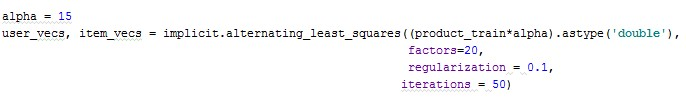 alpha = 15
user_vecs, item_vecs = implicit.alternating_least_squares((product_train*alpha).astype('double'),
factors=20,
regularization = 0.1,
iterations = 50)